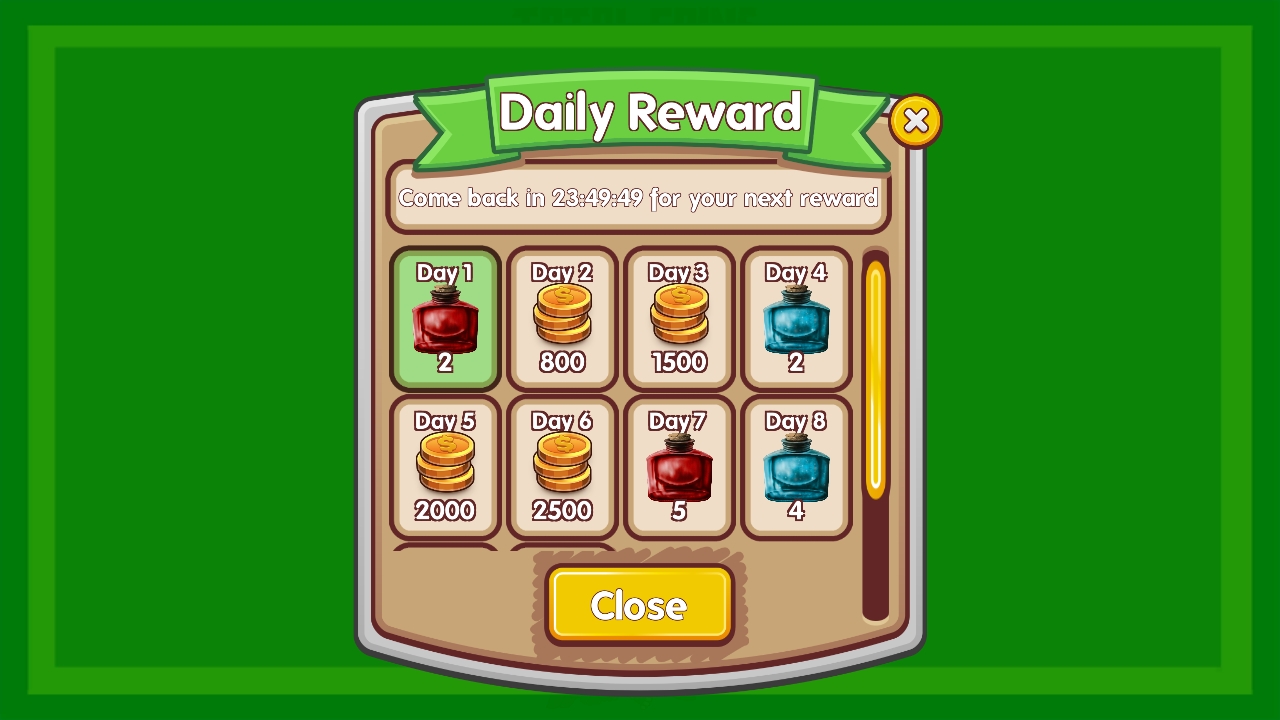 Daily Reward
Come back in 23:49:49 for your next reward
Day 1
2
Day 2
800
Day 3
1500
Day 4
2
Day 5
2000
Day 6
2500
Day 7
5
Day 8
4
Close